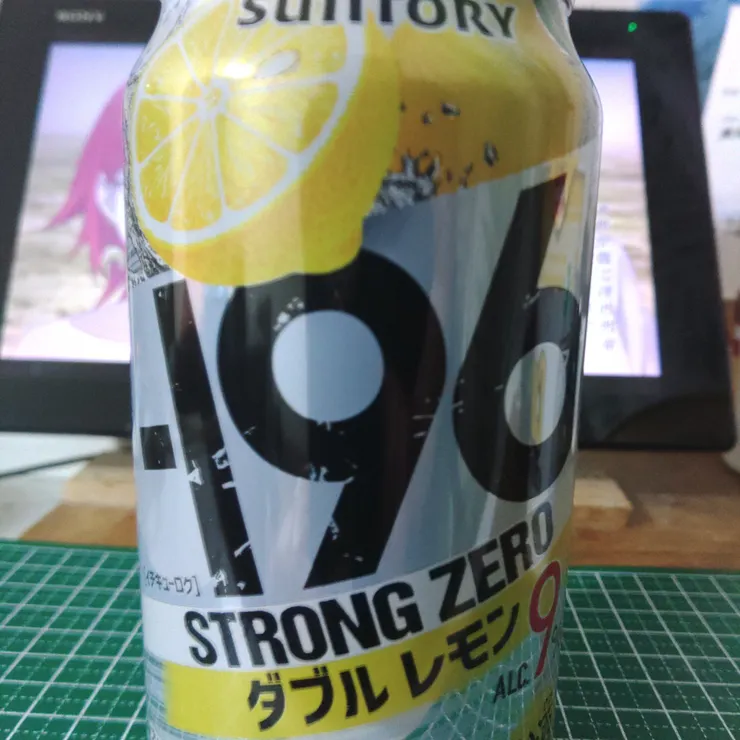 SONY
SUNTORY
-196
[イチキューロク]
STRONG ZERO
ダブルレモン
ALC. 9%